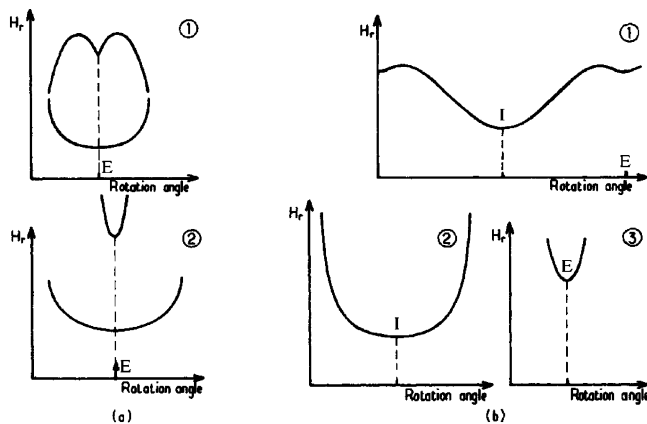 Hr ①
E
Rotation angle
② Hr
E
Rotation angle
(a)
Hr ①
I
E
Rotation angle
Hr ②
I
Rotation angle
Hr ③
E
Rotation angle
(b)